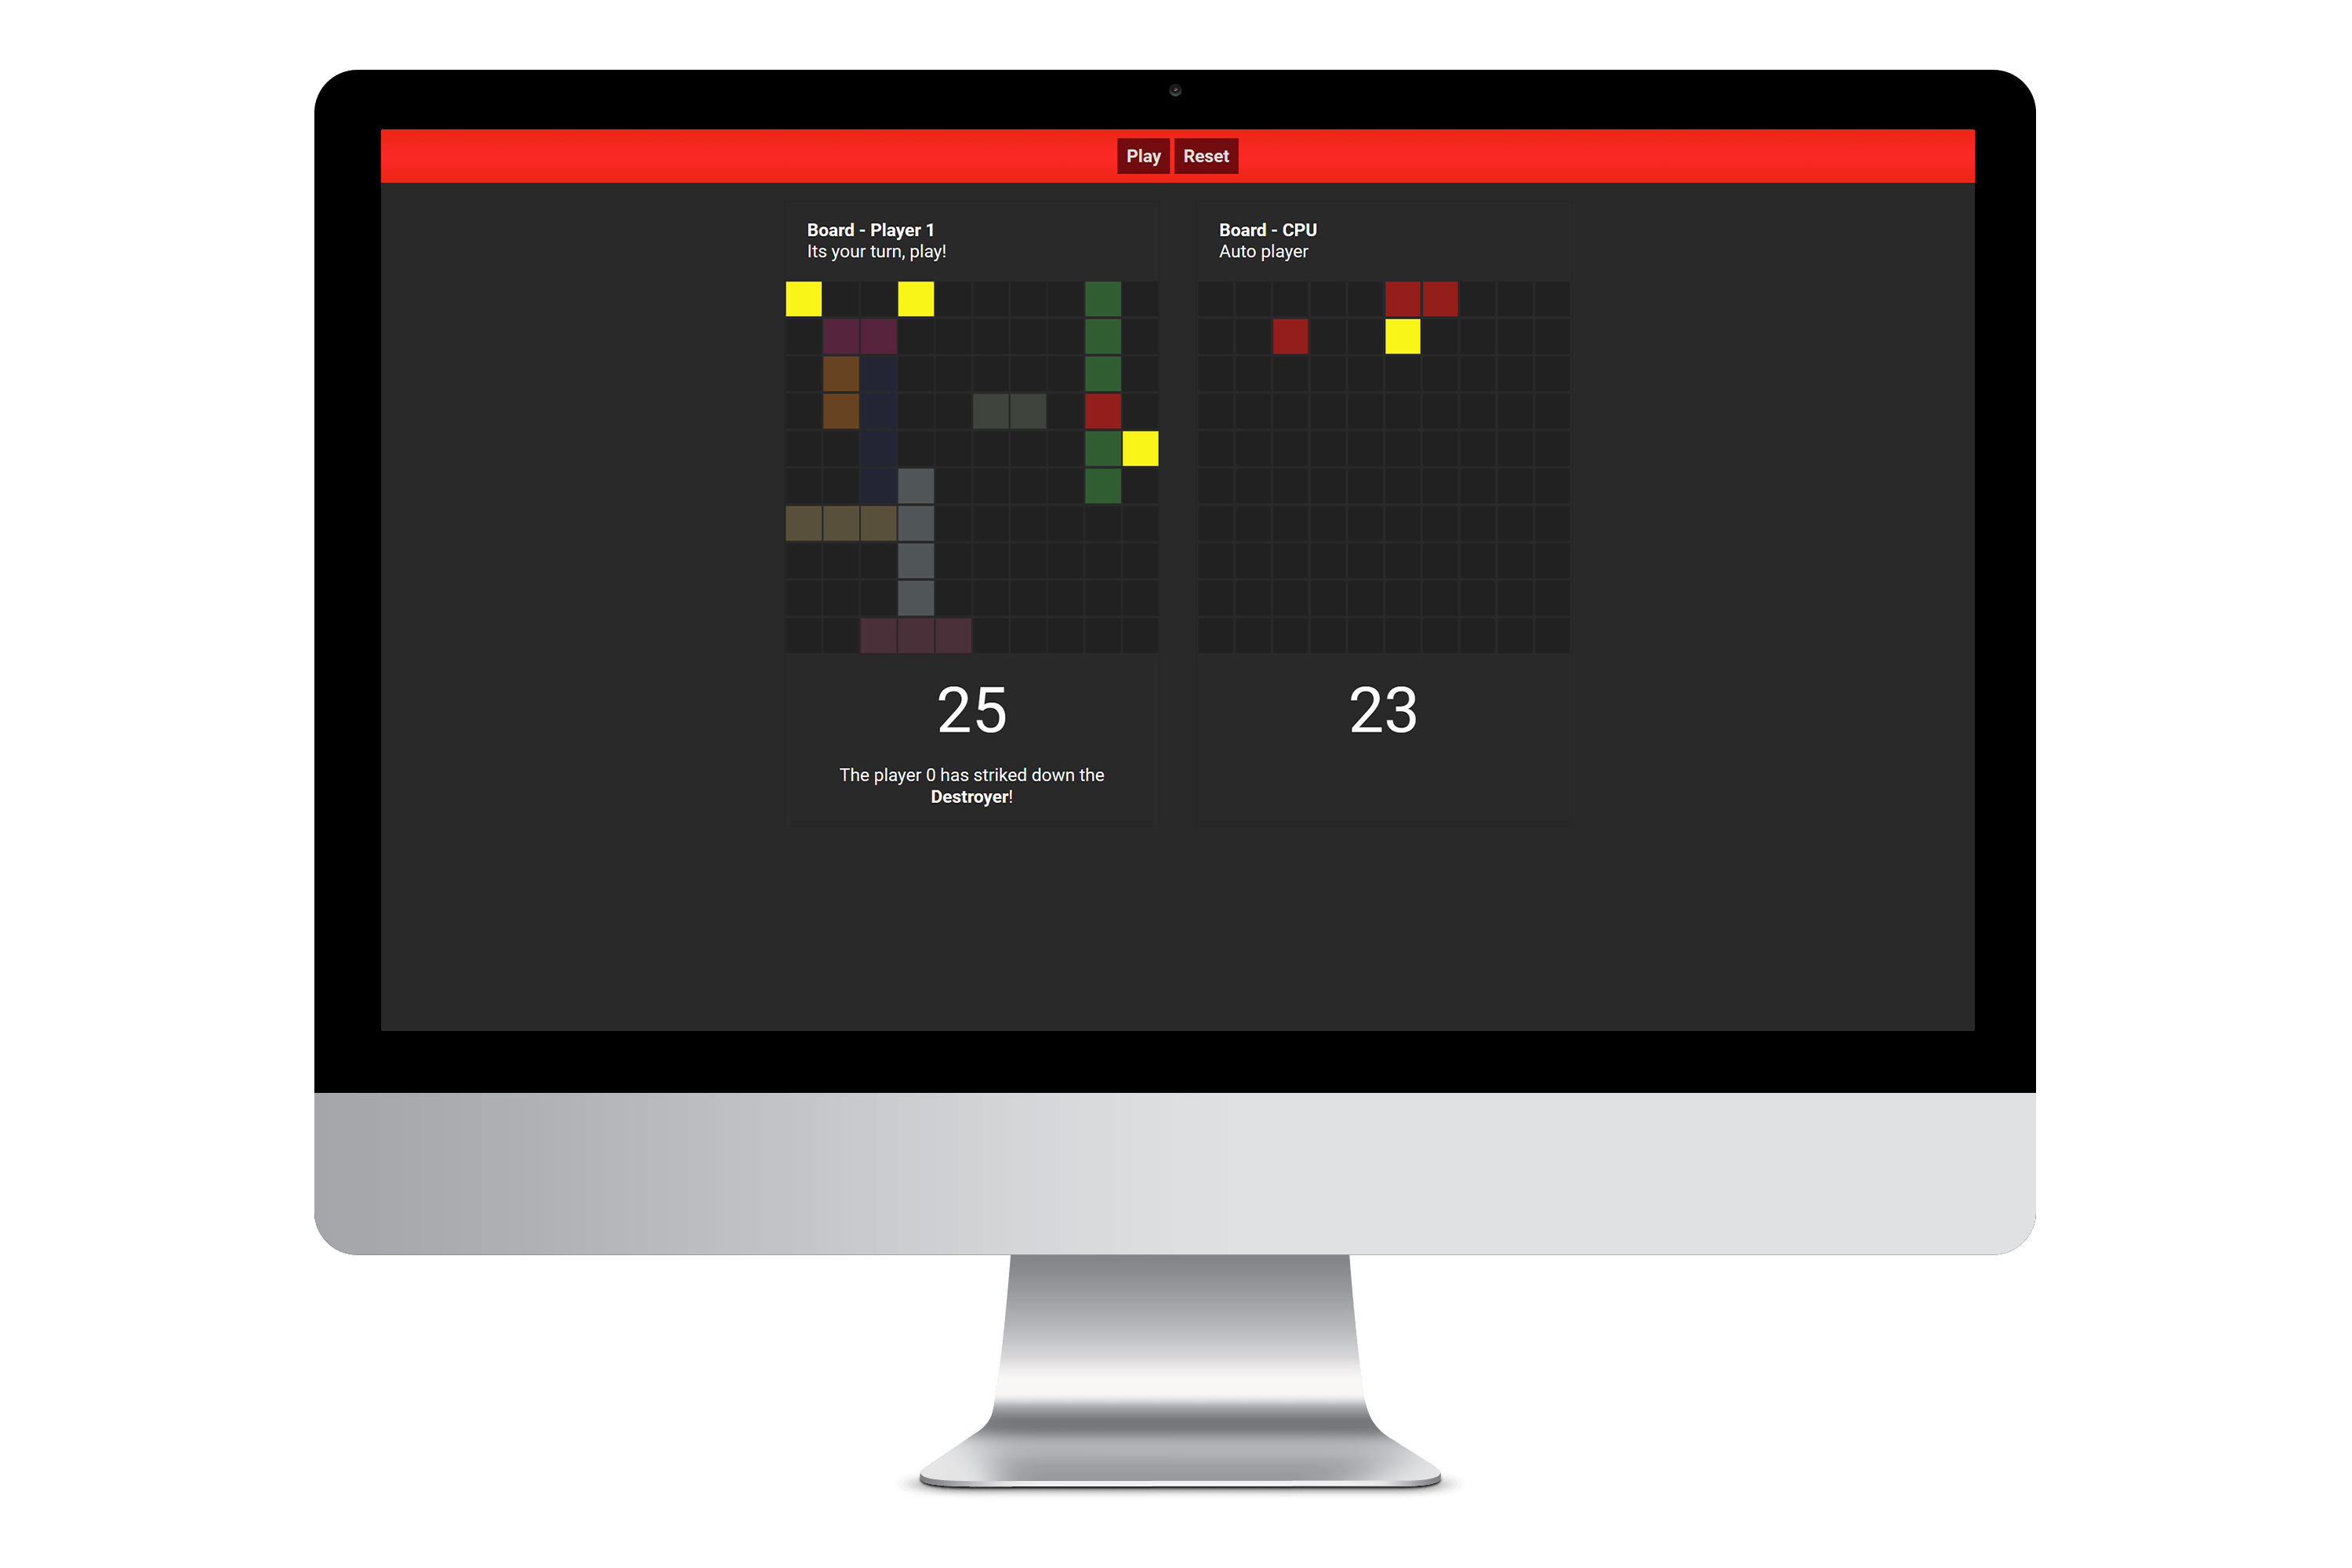 Play
Reset
Board - Player 1
Its your turn, play!
25
The player 0 has striked down the
Destroyer!
Board - CPU
Auto player
23